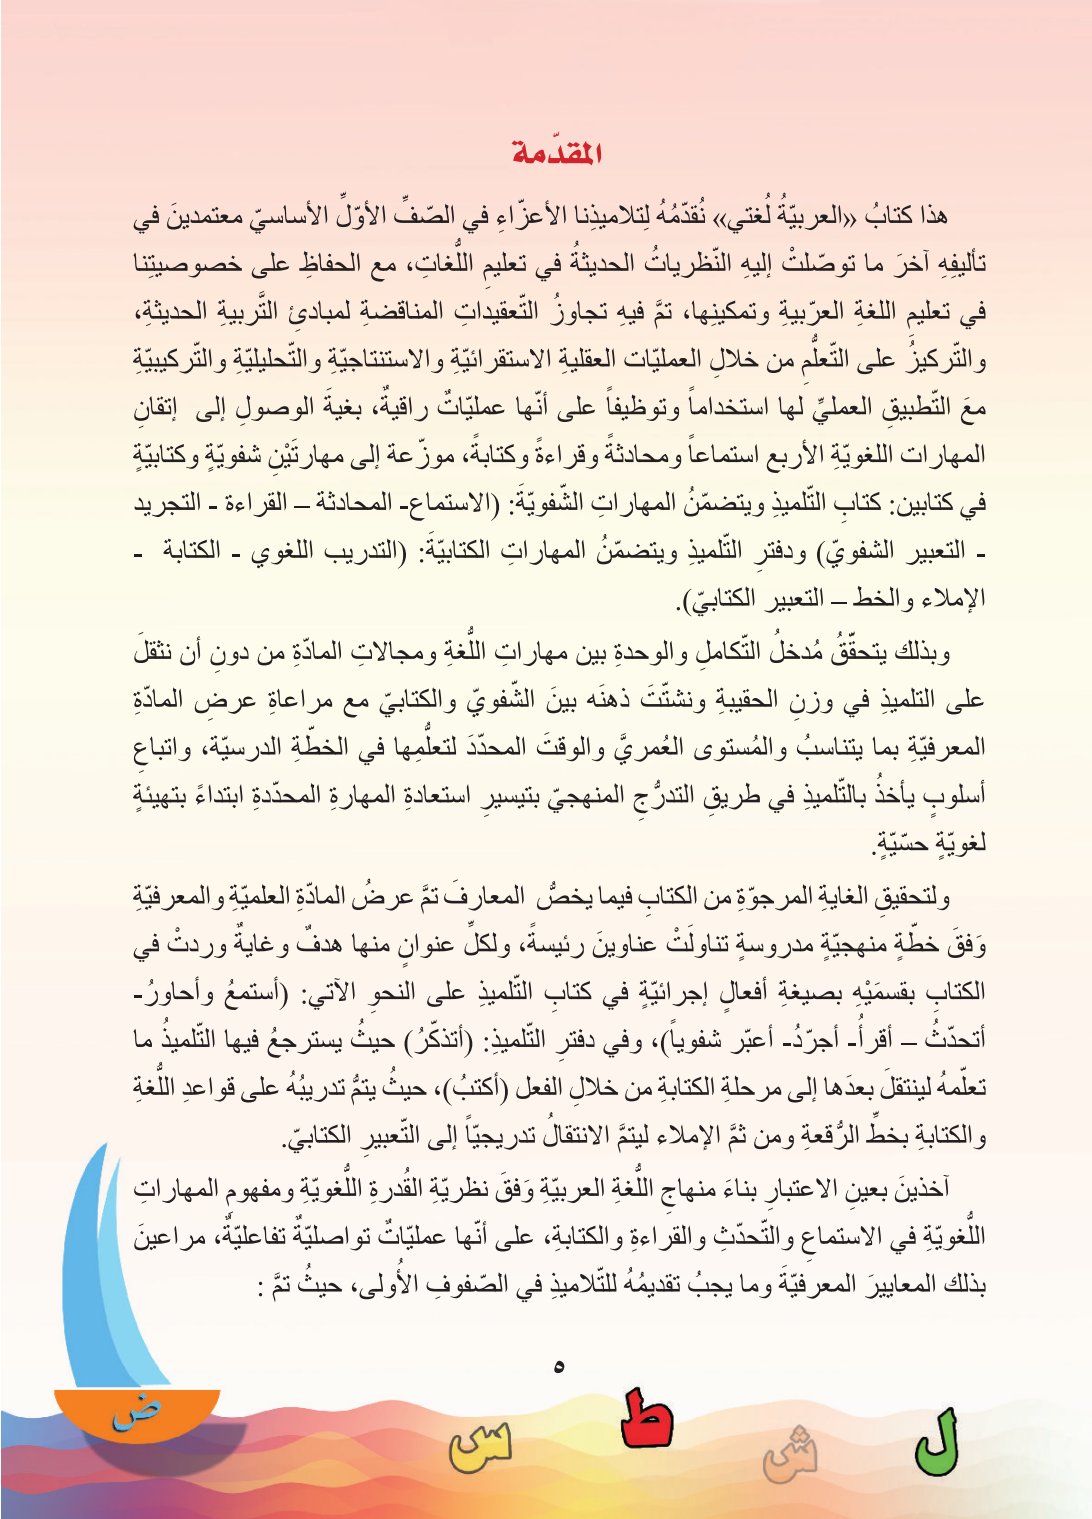 المقدّمة
هذا كتابُ «العربيّةُ لُغتي» نُقدّمُهُ لِتلاميذِنا الأعزّاءِ في الصّفِّ الأوّلِّ الأساسيّ معتمدينَ في
تأليفِهِ آخرَ ما توصّلتْ إليهِ النّظرياتُ الحديثةُ في تعليمِ اللُّغاتِ، مع الحفاظِ على خصوصيتِنا
في تعليمِ اللغةِ العربّيةِ وتمكينِها، تمَّ فيهِ تجاوزُ التّعقيداتِ المناقضةِ لمبادئِ التَّربيةِ الحديثةِ،
والتّركيزُ على التّعلُّمِ من خلالِ العمليّات العقليةِ الاستقرائيّةِ والاستنتاجيّةِ والتّحليليّةِ والتّركيبيّةِ
معَ التّطبيقِ العمليِّ لها استخداماً وتوظيفاً على أنّها عمليّاتٌ راقيةٌ، بغيةَ الوصولِ إلى إتقانِ
المهارات اللغويّةِ الأربع استماعاً ومحادثةً وقراءةً وكتابةً، موزّعة إلى مهارتَيْنِ شفويّةٍ وكتابيّةٍ
في كتابين: كتابِ التّلميذِ ويتضمّنُ المهاراتِ الشّفويّةَ: (الاستماع- المحادثة – القراءة - التجريد
- التعبير الشفويّ) ودفترِ التّلميذِ ويتضمّنُ المهاراتِ الكتابيّةَ: (التدريب اللغوي - الكتابة -
الإملاء والخط – التعبير الكتابيّ).
وبذلك يتحقّقُ مُدخلُ التّكاملِ والوحدةِ بين مهاراتِ اللُّغةِ ومجالاتِ المادّةِ من دونِ أن نثقلَ
على التلميذِ في وزنِ الحقيبةِ ونشتّتَ ذهنَه بينَ الشّفويّ والكتابيّ مع مراعاةِ عرضِ المادّةِ
المعرفيّةِ بما يتناسبُ والمُستوى العُمريَّ والوقتَ المحدّدَ لتعلُّمِها في الخطّةِ الدرسيّة، واتباعِ
أسلوبٍ يأخذُ بالتّلميذِ في طريقِ التدرُّجِ المنهجيّ بتيسيرِ استعادةِ المهارةِ المحدّدةِ ابتداءً بتهيئةٍ
لغويّةٍ حسّيّةٍ.
ولتحقيقِ الغايةِ المرجوّةِ من الكتابِ فيما يخصُّ المعارفَ تمَّ عرضُ المادّةِ العلميّةِ والمعرفيّةِ
وَفقَ خطّةٍ منهجيّةٍ مدروسةٍ تناولَتْ عناوينَ رئيسةً، ولكلِّ عنوانٍ منها هدفٌ وغايةٌ وردتْ في
الكتابِ بقسمَيْهِ بصيغةِ أفعالٍ إجرائيّةٍ في كتابِ التّلميذِ على النحوِ الآتي: (أستمعُ وأحاورُ-
أتحدّثُ – أقرأُ- أجرّدُ- أعبّر شفوياً)، وفي دفترِ التّلميذِ: (أتذكّرُ) حيثُ يسترجعُ فيها التّلميذُ ما
تعلّمهُ لينتقلَ بعدَها إلى مرحلةِ الكتابةِ من خلالِ الفعل (أكتبُ)، حيثُ يتمُّ تدريبُهُ على قواعدِ اللُّغةِ
والكتابةِ بخطِّ الرُّقعةِ ومن ثمَّ الإملاء ليتمَّ الانتقالُ تدريجيّاً إلى التّعبيرِ الكتابيّ.
آخذينَ بعينِ الاعتبارِ بناءَ منهاجِ اللُّغةِ العربيّةِ وَفقَ نظريّةِ القُدرةِ اللُّغويّةِ ومفهومِ المهاراتِ
اللُّغويّةِ في الاستماعِ والتّحدّثِ والقراءةِ والكتابةِ، على أنّها عمليّاتٌ تواصليّةٌ تفاعليّةٌ، مراعينَ
بذلك المعاييرَ المعرفيّةَ وما يجبُ تقديمُهُ للتّلاميذِ في الصّفوفِ الأُولى، حيثُ تمَّ :
٥
ض
ل ش ط س